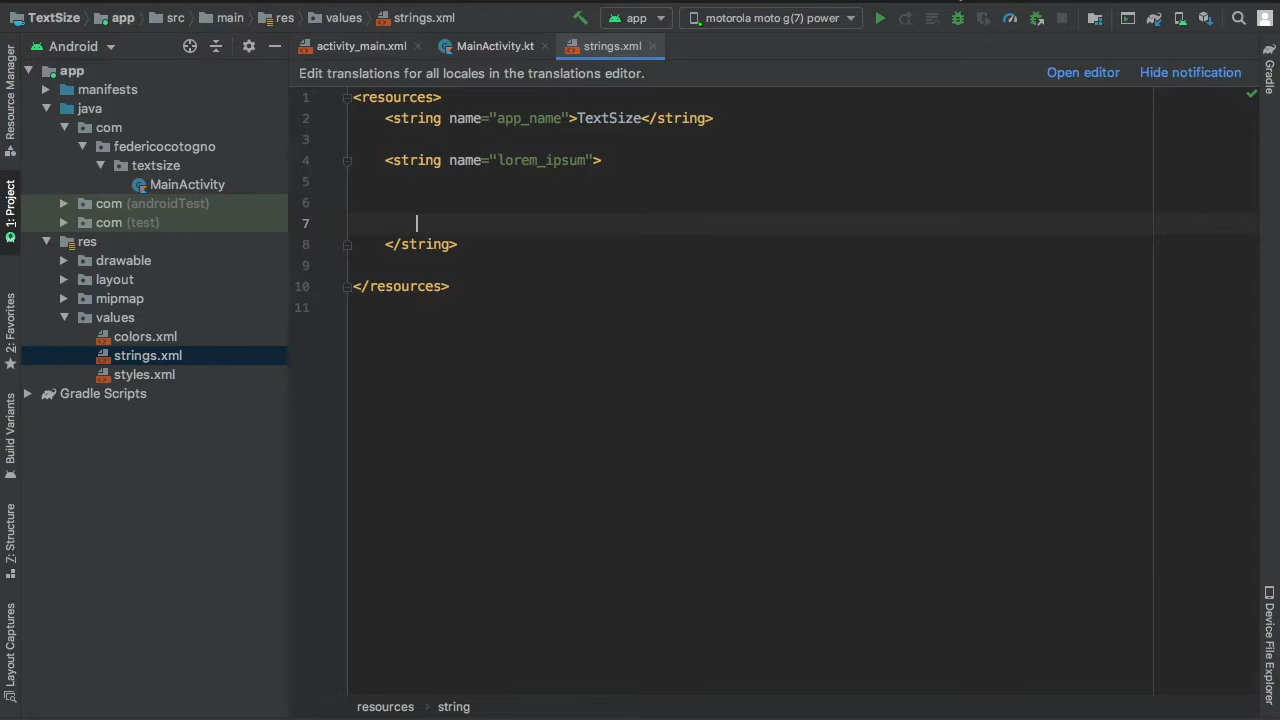 TextSize app src main res values strings.xml app motorola moto g(7) power
Android activity_main.xml MainActivity.kt strings.xml
Edit translations for all locales in the translations editor. Open editor Hide notification
app
manifests
java
com
federicocotogno
textsize
MainActivity
com (androidTest)
com (test)
res
drawable
layout
mipmap
values
colors.xml
strings.xml
styles.xml
Gradle Scripts
1 <resources>
2 <string name="app_name">TextSize</string>
3
4 <string name="lorem_ipsum">
5
6
7
8 </string>
9
10 </resources>
11
resources string
Resource Manager
1: Project
2: Favorites
Build Variants
7: Structure
Layout Captures
Gradle
Device File Explorer